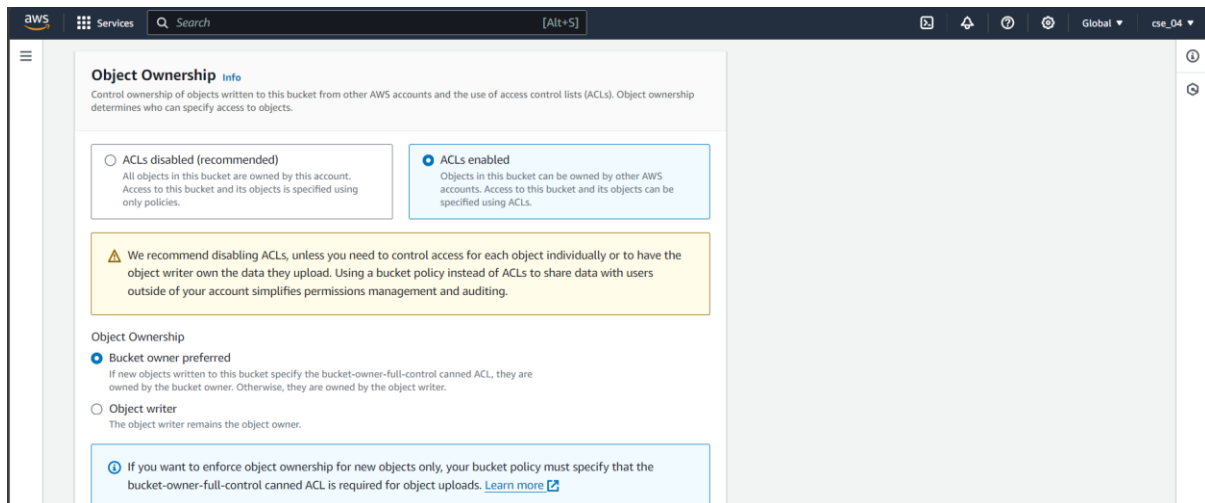 aws
Services
Search
[Alt+S]
Global
cse_04
Object Ownership Info
Control ownership of objects written to this bucket from other AWS accounts and the use of access control lists (ACLs). Object ownership
determines who can specify access to objects.
ACLs disabled (recommended)
All objects in this bucket are owned by this account.
Access to this bucket and its objects is specified using
only policies.
ACLs enabled
Objects in this bucket can be owned by other AWS
accounts. Access to this bucket and its objects can be
specified using ACLs.
We recommend disabling ACLs, unless you need to control access for each object individually or to have the
object writer own the data they upload. Using a bucket policy instead of ACLs to share data with users
outside of your account simplifies permissions management and auditing.
Object Ownership
Bucket owner preferred
If new objects written to this bucket specify the bucket-owner-full-control canned ACL, they are
owned by the bucket owner. Otherwise, they are owned by the object writer.
Object writer
The object writer remains the object owner.
If you want to enforce object ownership for new objects only, your bucket policy must specify that the
bucket-owner-full-control canned ACL is required for object uploads. Learn more